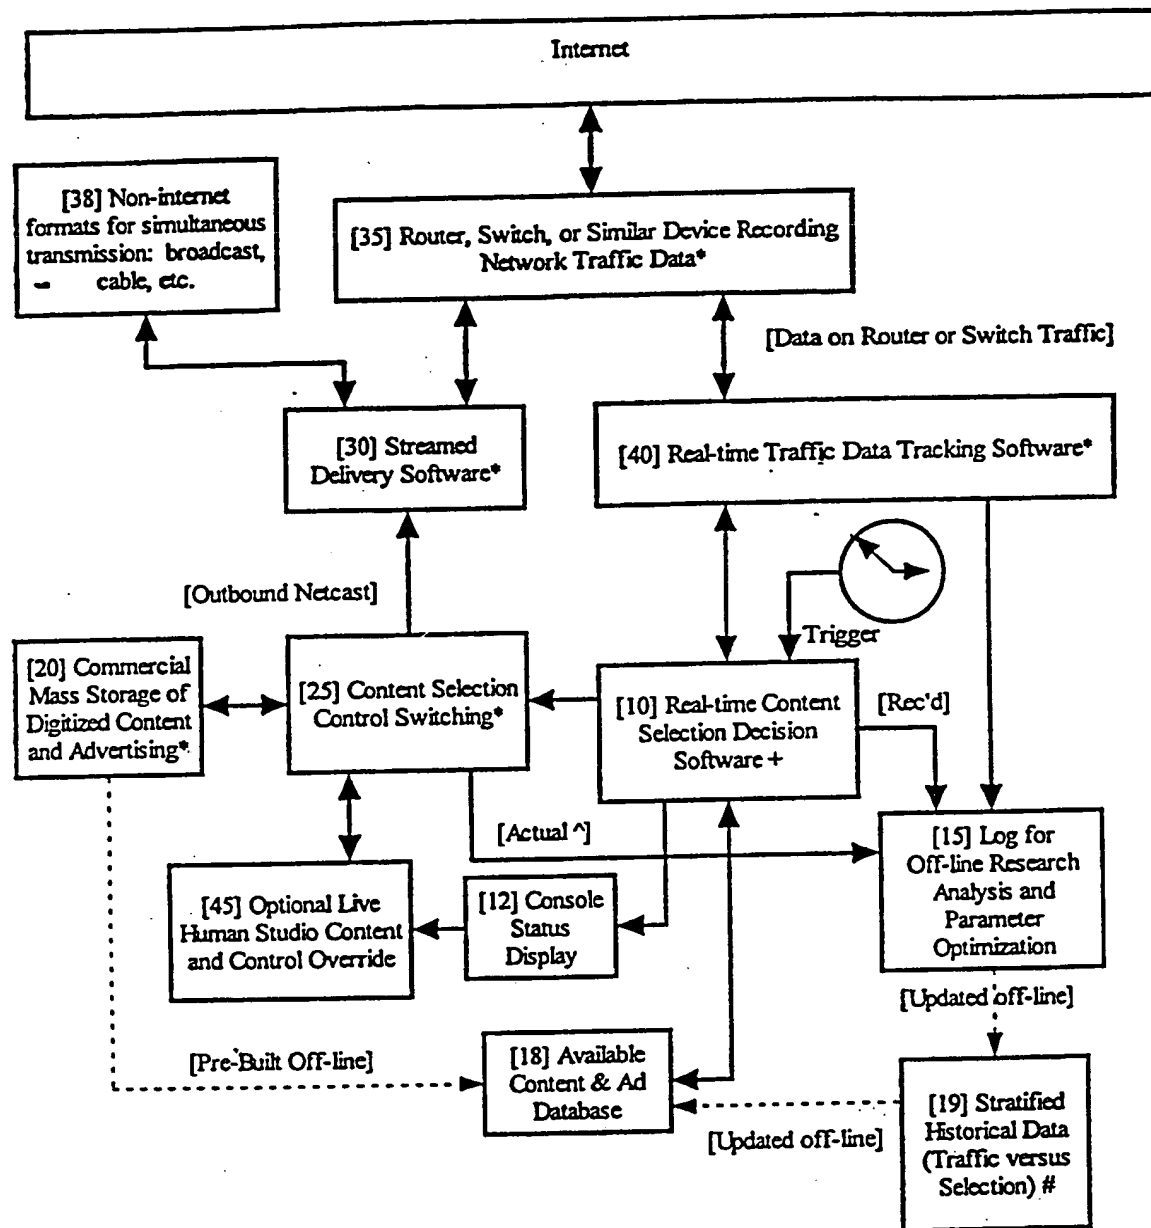 Internet
[38] Non-internet
formats for simultaneous
transmission: broadcast,
cable, etc.
[35] Router, Switch, or Similar Device Recording
Network Traffic Data*
[Data on Router or Switch Traffic]
[30] Streamed
Delivery Software*
[40] Real-time Traffic Data Tracking Software*
[Outbound Netcast]
Trigger
[20] Commercial
Mass Storage of
Digitized Content
and Advertising*
[25] Content Selection
Control Switching*
[10] Real-time Content
Selection Decision
Software +
[Rec'd]
[Actual ^]
[15] Log for
Off-line Research
Analysis and
Parameter
Optimization
[45] Optional Live
Human Studio Content
and Control Override
[12] Console
Status
Display
[Updated off-line]
[Pre-Built Off-line]
[18] Available
Content & Ad
Database
[Updated off-line]
[19] Stratified
Historical Data
(Traffic versus
Selection) #